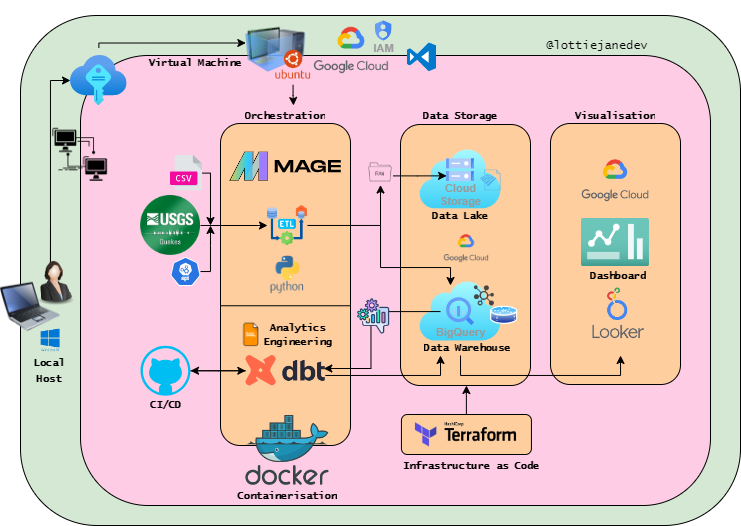 @lottiejanedev
Virtual Machine
ubuntu
Google Cloud
IAM
Orchestration
Data Storage
Visualisation
MAGE
CSV
USGS
Quakes
ETL
python
Cloud
Storage
Data Lake
Google Cloud
Google Cloud
Dashboard
Looker
BigQuery
Data Warehouse
Analytics
Engineering
dbt
CI/CD
Local
Host
HashiCorp
Terraform
Infrastructure as Code
docker
Containerisation